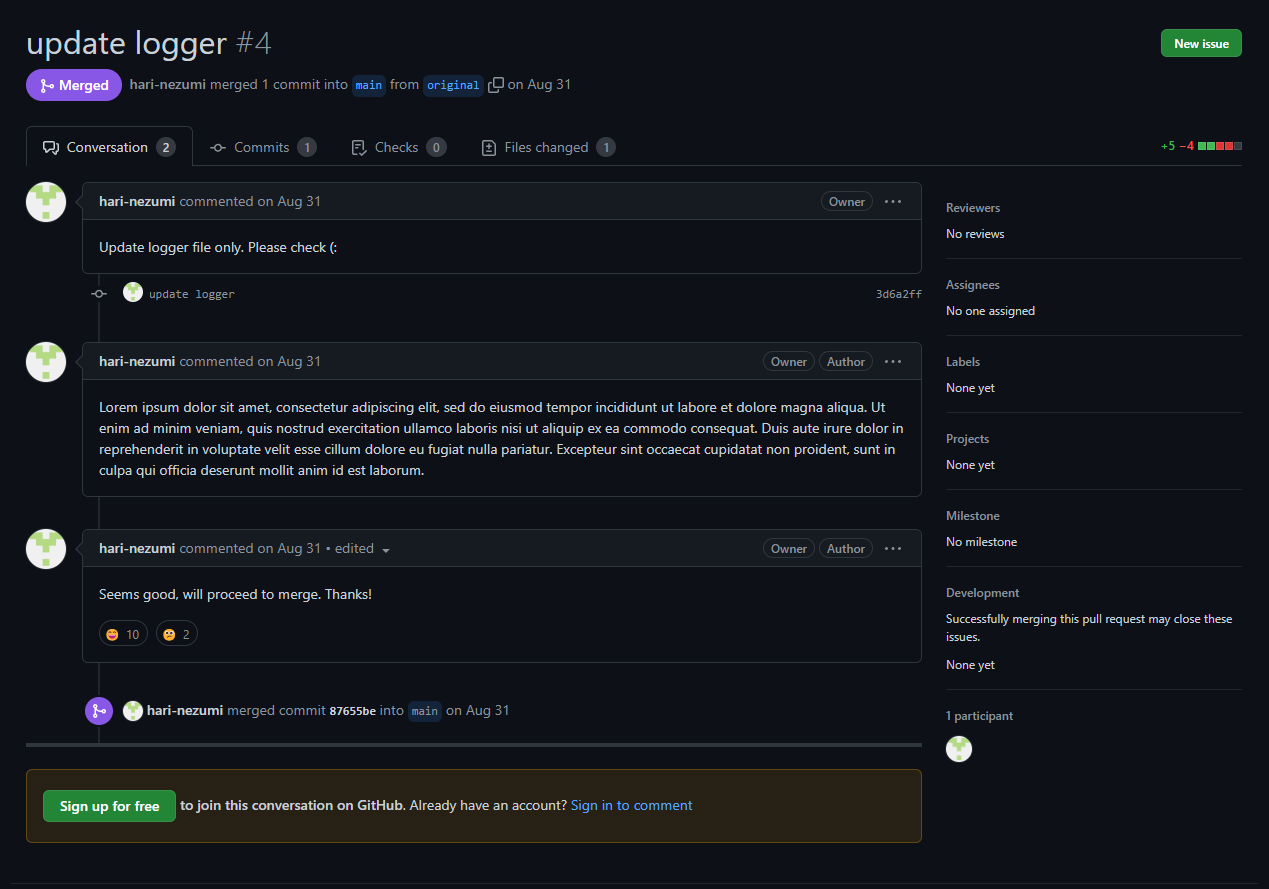 update logger #4
New issue
Merged hari-nezumi merged 1 commit into main from original on Aug 31
Conversation 2 Commits 1 Checks 0 Files changed 1 +5 −4
hari-nezumi commented on Aug 31 Owner
Update logger file only. Please check (:
update logger 3d6a2ff
hari-nezumi commented on Aug 31 Owner Author
Lorem ipsum dolor sit amet, consectetur adipiscing elit, sed do eiusmod tempor incididunt ut labore et dolore magna aliqua. Ut
enim ad minim veniam, quis nostrud exercitation ullamco laboris nisi ut aliquip ex ea commodo consequat. Duis aute irure dolor in
reprehenderit in voluptate velit esse cillum dolore eu fugiat nulla pariatur. Excepteur sint occaecat cupidatat non proident, sunt in
culpa qui officia deserunt mollit anim id est laborum.
hari-nezumi commented on Aug 31 • edited Owner Author
Seems good, will proceed to merge. Thanks!
10 2
hari-nezumi merged commit 87655be into main on Aug 31
Sign up for free to join this conversation on GitHub. Already have an account? Sign in to comment
Reviewers
No reviews
Assignees
No one assigned
Labels
None yet
Projects
None yet
Milestone
No milestone
Development
Successfully merging this pull request may close these
issues.
None yet
1 participant